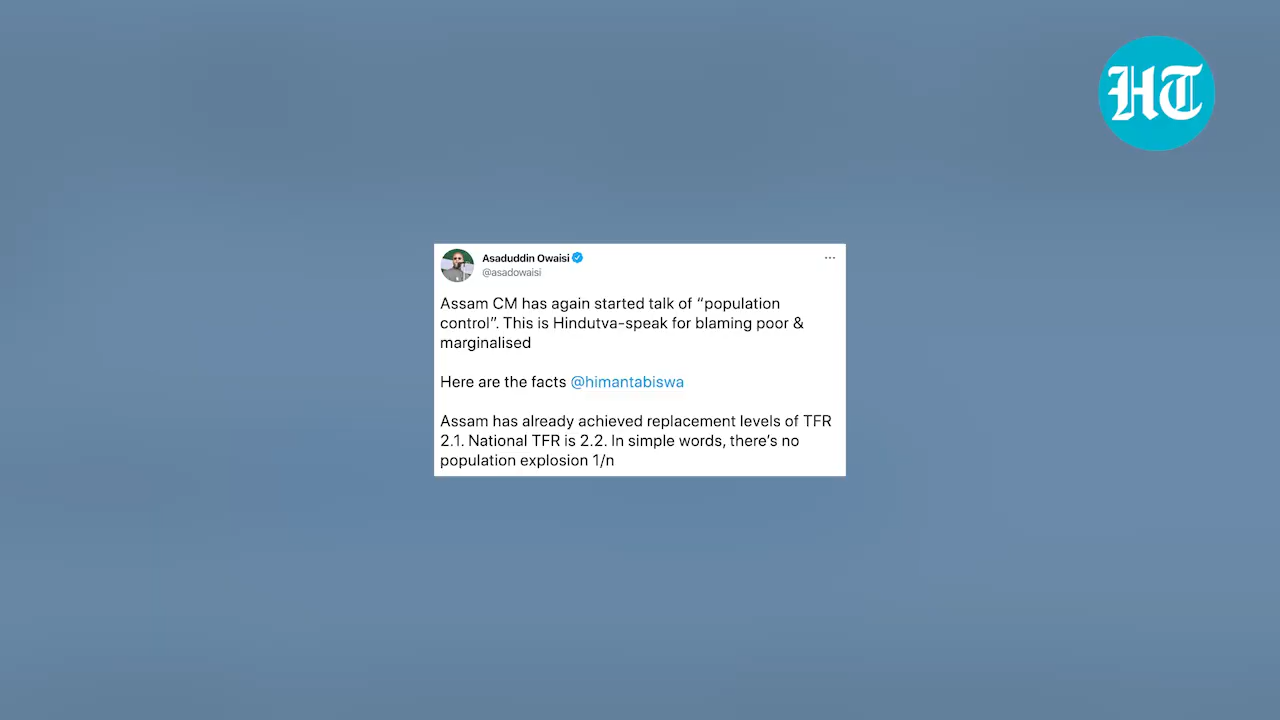 HT
Asaduddin Owaisi
@asadowaisi
Assam CM has again started talk of “population
control”. This is Hindutva-speak for blaming poor &
marginalised
Here are the facts @himantabiswa
Assam has already achieved replacement levels of TFR
2.1. National TFR is 2.2. In simple words, there’s no
population explosion 1/n